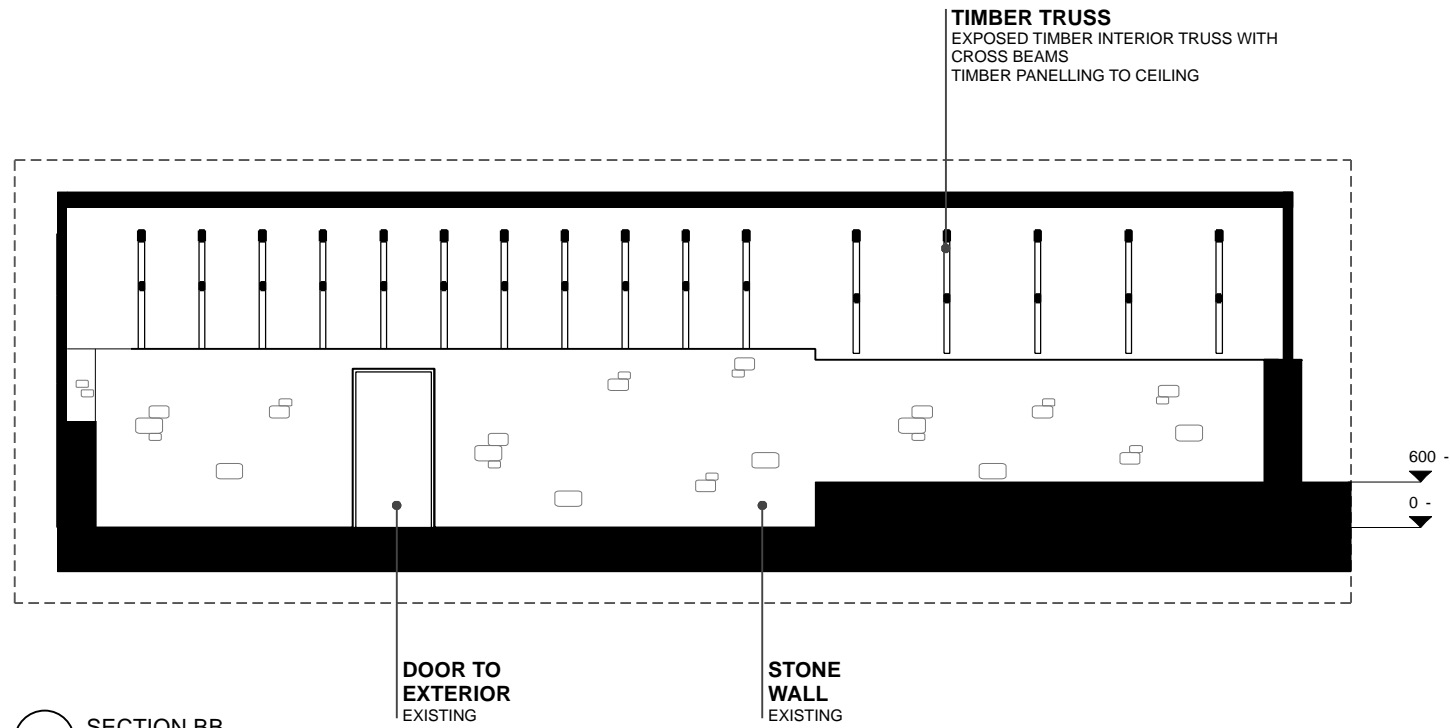 TIMBER TRUSS
EXPOSED TIMBER INTERIOR TRUSS WITH
CROSS BEAMS
TIMBER PANELLING TO CEILING
600 -
0 -
DOOR TO
EXTERIOR
EXISTING
STONE
WALL
EXISTING
SECTION BB